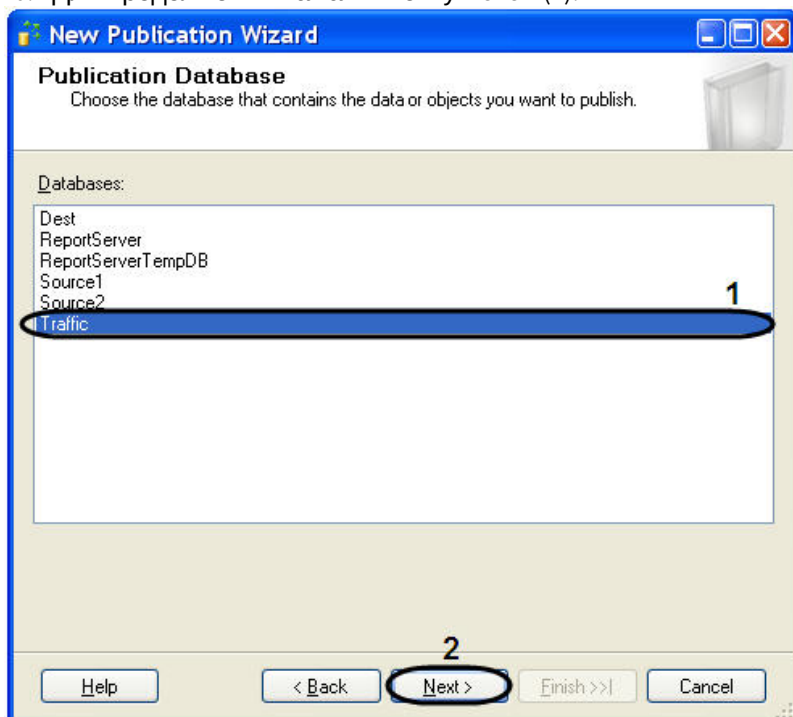 New Publication Wizard
Publication Database
Choose the database that contains the data or objects you want to publish.
Databases:
Dest
ReportServer
ReportServerTempDB
Source1
Source2
1
Traffic
2
Help
< Back
Next >
Finish >>|
Cancel